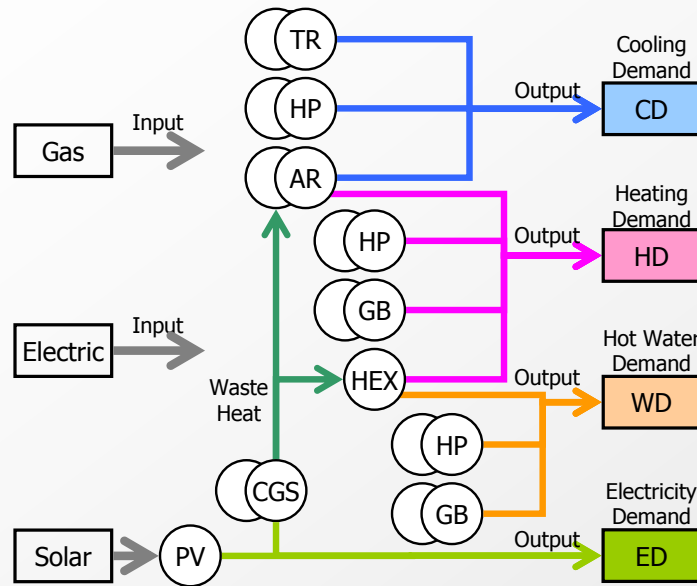 TR
Cooling
Demand
HP
Output
CD
Input
Gas
AR
Heating
Demand
HP
Output
HD
GB
Input
Electric
Hot Water
Demand
Waste
Heat
HEX
Output
WD
HP
CGS
GB
Electricity
Demand
Solar
PV
Output
ED